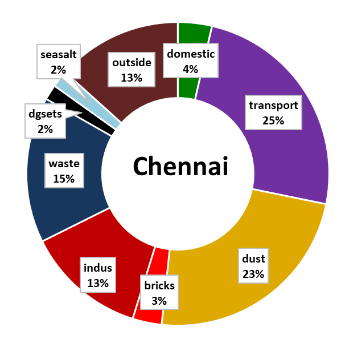 domestic
4%
transport
25%
dust
23%
bricks
3%
indus
13%
waste
15%
dgsets
2%
seasalt
2%
outside
13%
Chennai